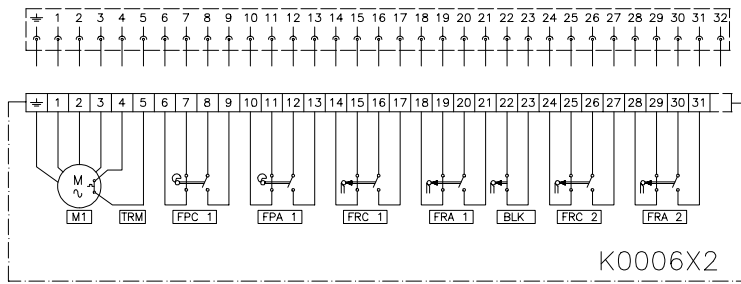 1 2 3 4 5 6 7 8 9 10 11 12 13 14 15 16 17 18 19 20 21 22 23 24 25 26 27 28 29 30 31 32
1 2 3 4 5 6 7 8 9 10 11 12 13 14 15 16 17 18 19 20 21 22 23 24 25 26 27 28 29 30 31
M
M1 TRM FPC 1 FPA 1 FRC 1 FRA 1 BLK FRC 2 FRA 2
K0006X2